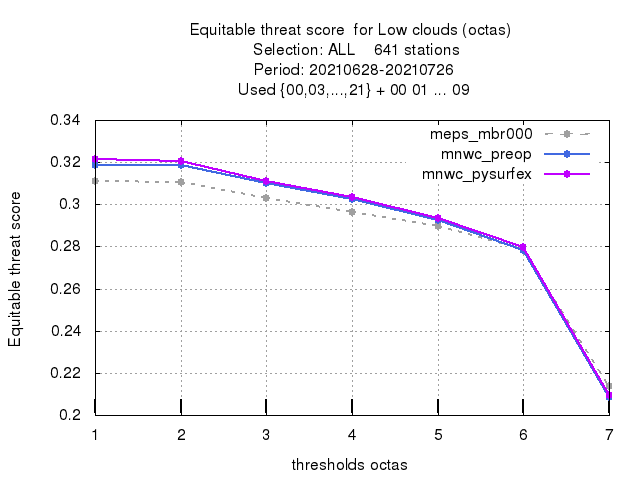 Equitable threat score  for Low clouds (octas)
Selection: ALL    641 stations
Period: 20210628-20210726
Used {00,03,...,21} + 00 01 ... 09
0.34
0.32
0.3
0.28
0.26
0.24
0.22
0.2
Equitable threat score
meps_mbr000
mnwc_preop
mnwc_pysurfex
1 2 3 4 5 6 7
thresholds octas